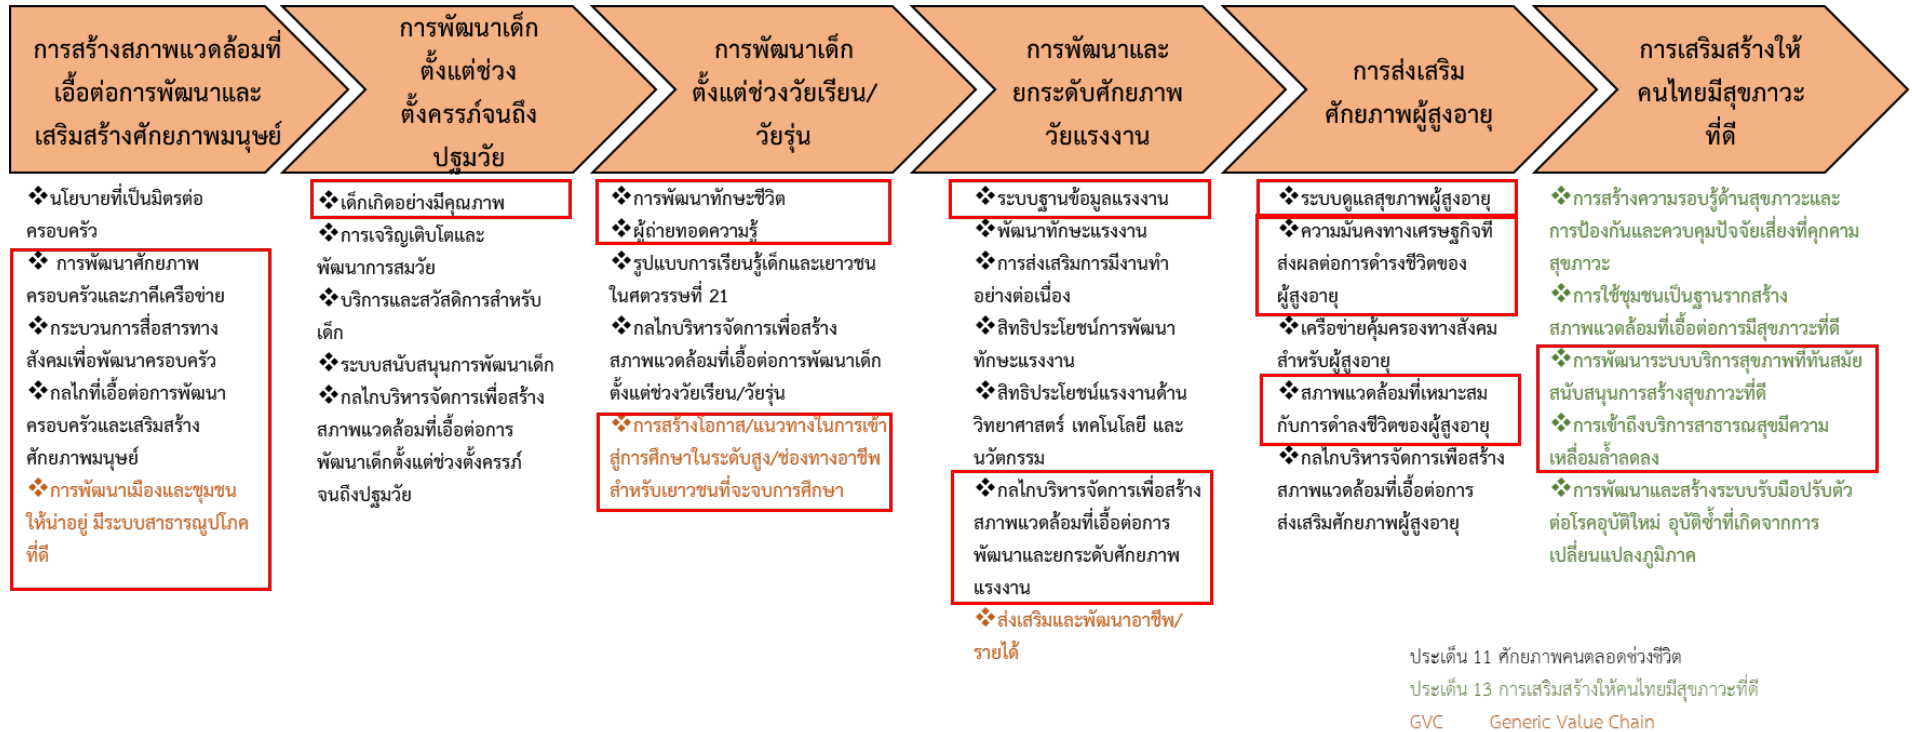 การสร้างสภาพแวดล้อมที่
เอื้อต่อการพัฒนาและ
เสริมสร้างศักยภาพมนุษย์
การพัฒนาเด็ก
ตั้งแต่ช่วง
ตั้งครรภ์จนถึง
ปฐมวัย
การพัฒนาเด็ก
ตั้งแต่ช่วงวัยเรียน/
วัยรุ่น
การพัฒนาและ
ยกระดับศักยภาพ
วัยแรงงาน
การส่งเสริม
ศักยภาพผู้สูงอายุ
การเสริมสร้างให้
คนไทยมีสุขภาวะ
ที่ดี
❖นโยบายที่เป็นมิตรต่อ
ครอบครัว
❖ การพัฒนาศักยภาพ
ครอบครัวและภาคีเครือข่าย
❖กระบวนการสื่อสารทาง
สังคมเพื่อพัฒนาครอบครัว
❖กลไกที่เอื้อต่อการพัฒนา
ครอบครัวและเสริมสร้าง
ศักยภาพมนุษย์
❖การพัฒนาเมืองและชุมชน
ให้น่าอยู่ มีระบบสาธารณูปโภค
ที่ดี
❖เด็กเกิดอย่างมีคุณภาพ
❖การเจริญเติบโตและ
พัฒนาการสมวัย
❖บริการและสวัสดิการสำหรับ
เด็ก
❖ระบบสนับสนุนการพัฒนาเด็ก
❖กลไกบริหารจัดการเพื่อสร้าง
สภาพแวดล้อมที่เอื้อต่อการ
พัฒนาเด็กตั้งแต่ช่วงตั้งครรภ์
จนถึงปฐมวัย
❖การพัฒนาทักษะชีวิต
❖ผู้ถ่ายทอดความรู้
❖รูปแบบการเรียนรู้เด็กและเยาวชน
ในศตวรรษที่ 21
❖กลไกบริหารจัดการเพื่อสร้าง
สภาพแวดล้อมที่เอื้อต่อการพัฒนาเด็ก
ตั้งแต่ช่วงวัยเรียน/วัยรุ่น
❖การสร้างโอกาส/แนวทางในการเข้า
สู่การศึกษาในระดับสูง/ช่องทางอาชีพ
สำหรับเยาวชนที่จะจบการศึกษา
❖ระบบฐานข้อมูลแรงงาน
❖พัฒนาทักษะแรงงาน
❖การส่งเสริมการมีงานทำ
อย่างต่อเนื่อง
❖สิทธิประโยชน์การพัฒนา
ทักษะแรงงาน
❖สิทธิประโยชน์แรงงานด้าน
วิทยาศาสตร์ เทคโนโลยี และ
นวัตกรรม
❖กลไกบริหารจัดการเพื่อสร้าง
สภาพแวดล้อมที่เอื้อต่อการ
พัฒนาและยกระดับศักยภาพ
แรงงาน
❖ส่งเสริมและพัฒนาอาชีพ/
รายได้
❖ระบบดูแลสุขภาพผู้สูงอายุ
❖ความมั่นคงทางเศรษฐกิจที่
ส่งผลต่อการดำรงชีวิตของ
ผู้สูงอายุ
❖เครือข่ายคุ้มครองทางสังคม
สำหรับผู้สูงอายุ
❖สภาพแวดล้อมที่เหมาะสม
กับการดำลงชีวิตของผู้สูงอายุ
❖กลไกบริหารจัดการเพื่อสร้าง
สภาพแวดล้อมที่เอื้อต่อการ
ส่งเสริมศักยภาพผู้สูงอายุ
❖การสร้างความรอบรู้ด้านสุขภาวะและ
การป้องกันและควบคุมปัจจัยเสี่ยงที่คุกคาม
สุขภาวะ
❖การใช้ชุมชนเป็นฐานรากสร้าง
สภาพแวดล้อมที่เอื้อต่อการมีสุขภาวะที่ดี
❖การพัฒนาระบบบริการสุขภาพที่ทันสมัย
สนับสนุนการสร้างสุขภาวะที่ดี
❖การเข้าถึงบริการสาธารณสุขมีความ
เหลื่อมล้ำลดลง
❖การพัฒนาและสร้างระบบรับมือปรับตัว
ต่อโรคอุบัติใหม่ อุบัติซ้ำที่เกิดจากการ
เปลี่ยนแปลงภูมิภาค
ประเด็น 11 ศักยภาพคนตลอดช่วงชีวิต
ประเด็น 13 การเสริมสร้างให้คนไทยมีสุขภาวะที่ดี
GVC Generic Value Chain